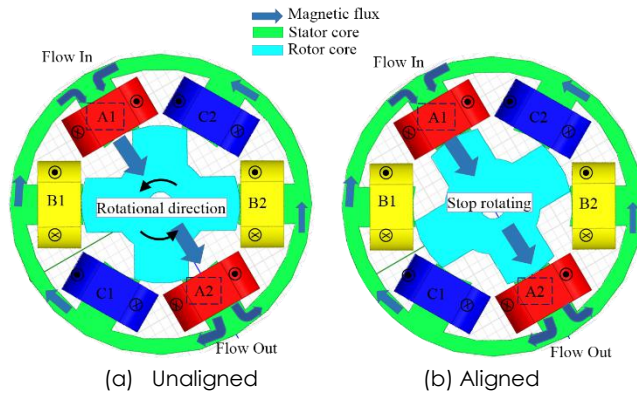 Magnetic flux
Stator core
Rotor core
Flow In
A1
C2
B1
Rotational direction
B2
C1
A2
Flow Out
(a) Unaligned
Flow In
A1
C2
B1
Stop rotating
B2
C1
A2
Flow Out
(b) Aligned